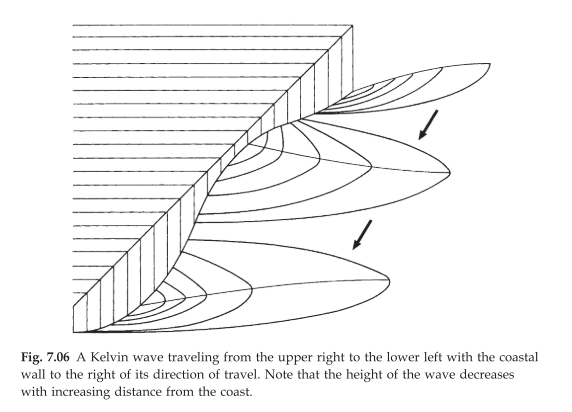 Fig. 7.06 A Kelvin wave traveling from the upper right to the lower left with the coastal
wall to the right of its direction of travel. Note that the height of the wave decreases
with increasing distance from the coast.